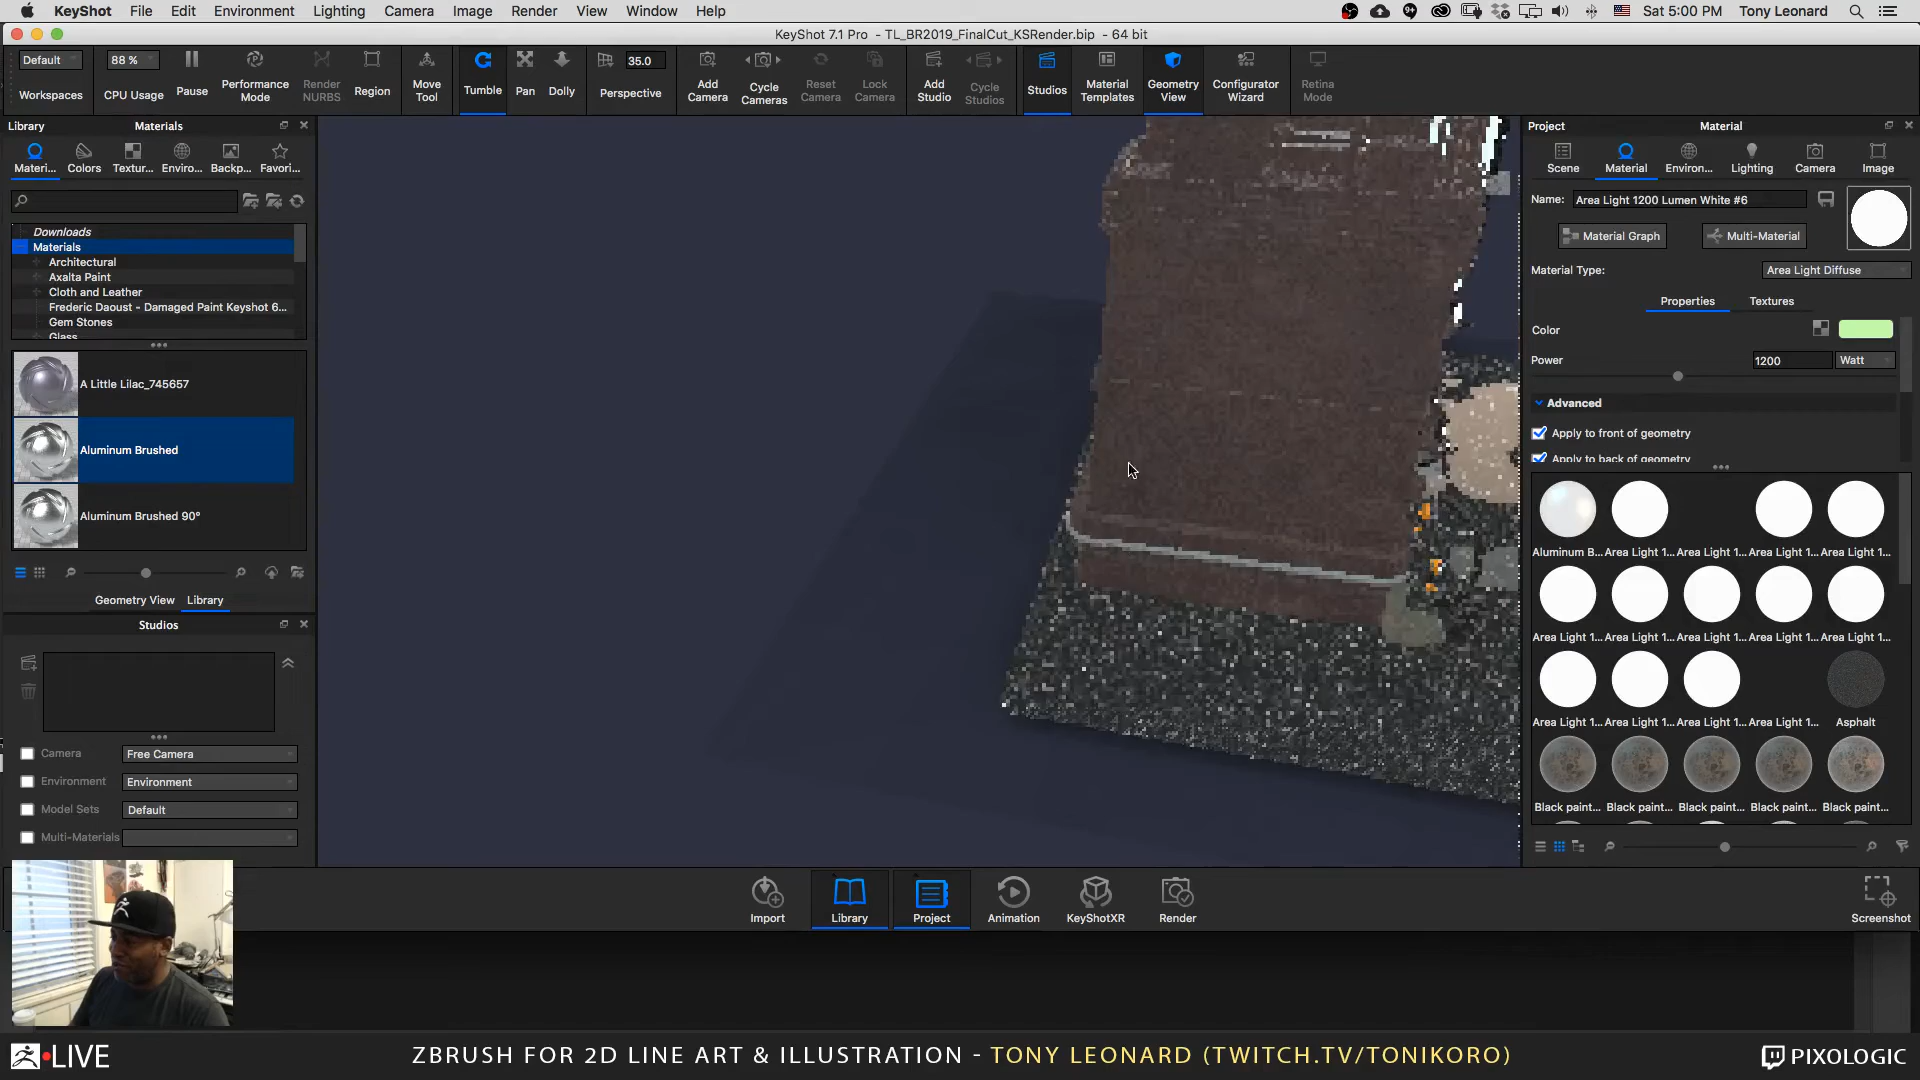 KeyShot File Edit Environment Lighting Camera Image Render View Window Help
9+ Sat 5:00 PM Tony Leonard
KeyShot 7.1 Pro - TL_BR2019_FinalCut_KSRender.bip - 64 bit
Default
Workspaces
88 %
CPU Usage
Pause
Performance
Mode
Render
NURBS
Region
Move
Tool
Tumble
Pan
Dolly
35.0
Perspective
Add
Camera
Cycle
Cameras
Reset
Camera
Lock
Camera
Add
Studio
Cycle
Studios
Studios
Material
Templates
Geometry
View
Configurator
Wizard
Retina
Mode
Library Materials
Materi... Colors Textur... Enviro... Backp... Favori...
Downloads
Materials
Architectural
Axalta Paint
Cloth and Leather
Frederic Daoust - Damaged Paint Keyshot 6...
Gem Stones
Glass
A Little Lilac_745657
Aluminum Brushed
Aluminum Brushed 90°
Geometry View Library
Studios
Camera Free Camera
Environment Environment
Model Sets Default
Multi-Materials
Project Material
Scene Material Environ... Lighting Camera Image
Name: Area Light 1200 Lumen White #6
Material Graph Multi-Material
Material Type: Area Light Diffuse
Properties Textures
Color
Power 1200 Watt
Advanced
Apply to front of geometry
Apply to back of geometry
Aluminum B... Area Light 1... Area Light 1... Area Light 1... Area Light 1...
Area Light 1... Area Light 1... Area Light 1... Area Light 1... Area Light 1...
Area Light 1... Area Light 1... Area Light 1... Area Light 1... Asphalt
Black paint... Black paint... Black paint... Black paint... Black paint...
Import Library Project Animation KeyShotXR Render Screenshot
LIVE
ZBRUSH FOR 2D LINE ART & ILLUSTRATION - TONY LEONARD (TWITCH.TV/TONIKORO)
PIXOLOGIC